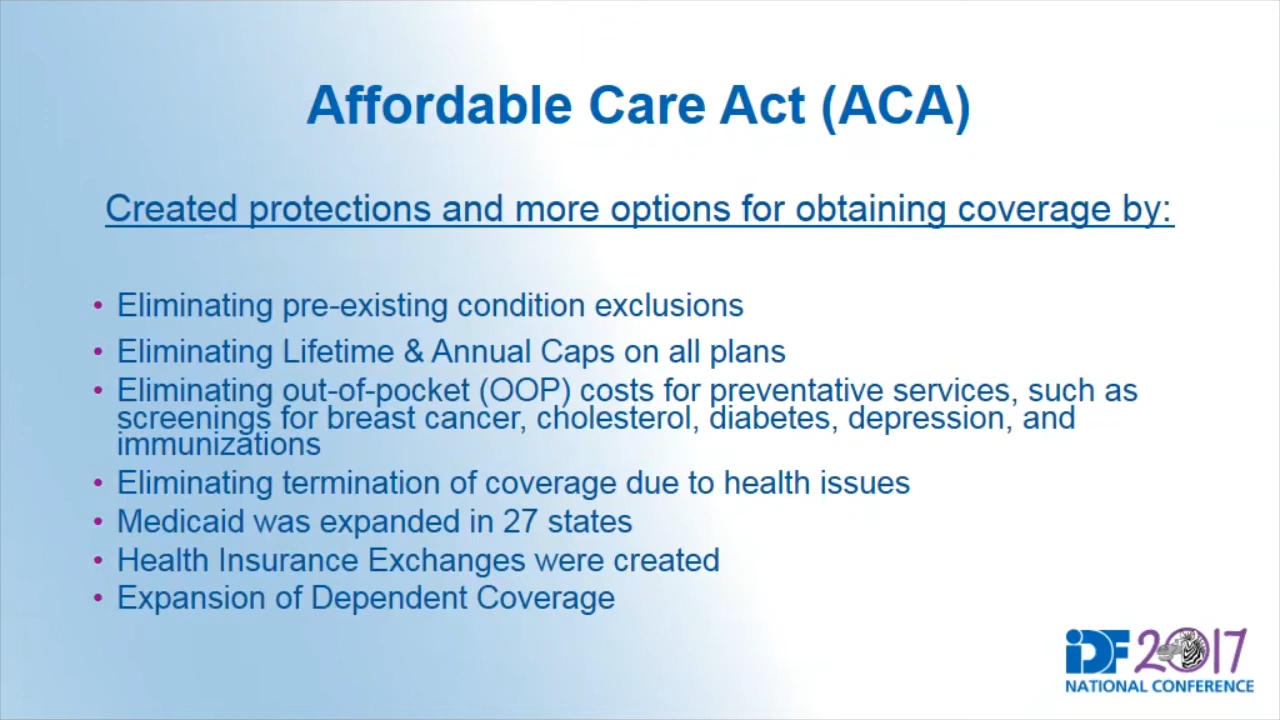 Affordable Care Act (ACA)
Created protections and more options for obtaining coverage by:
• Eliminating pre-existing condition exclusions
• Eliminating Lifetime & Annual Caps on all plans
• Eliminating out-of-pocket (OOP) costs for preventative services, such as
screenings for breast cancer, cholesterol, diabetes, depression, and
immunizations
• Eliminating termination of coverage due to health issues
• Medicaid was expanded in 27 states
• Health Insurance Exchanges were created
• Expansion of Dependent Coverage
iDF 2017
NATIONAL CONFERENCE